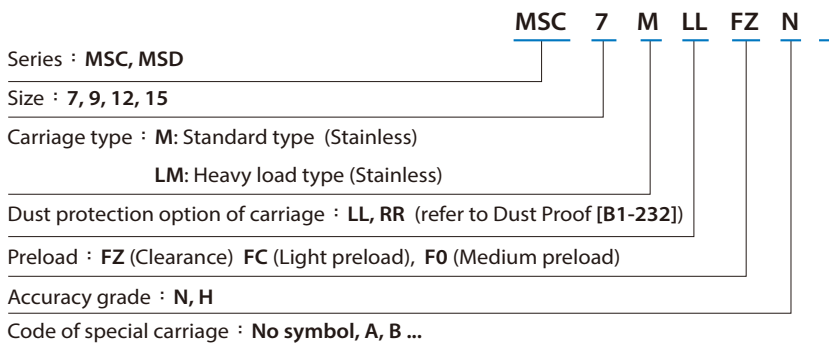 MSC 7 M LL FZ N
Series：MSC, MSD
Size：7, 9, 12, 15
Carriage type：M: Standard type (Stainless)
LM: Heavy load type (Stainless)
Dust protection option of carriage：LL, RR (refer to Dust Proof [B1-232])
Preload：FZ (Clearance) FC (Light preload), F0 (Medium preload)
Accuracy grade：N, H
Code of special carriage：No symbol, A, B ...